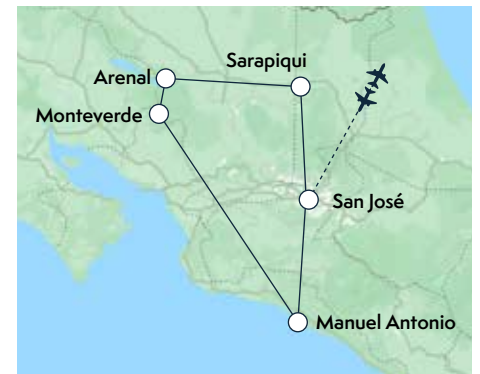 Sarapiqui
Arenal
Monteverde
San José
Manuel Antonio